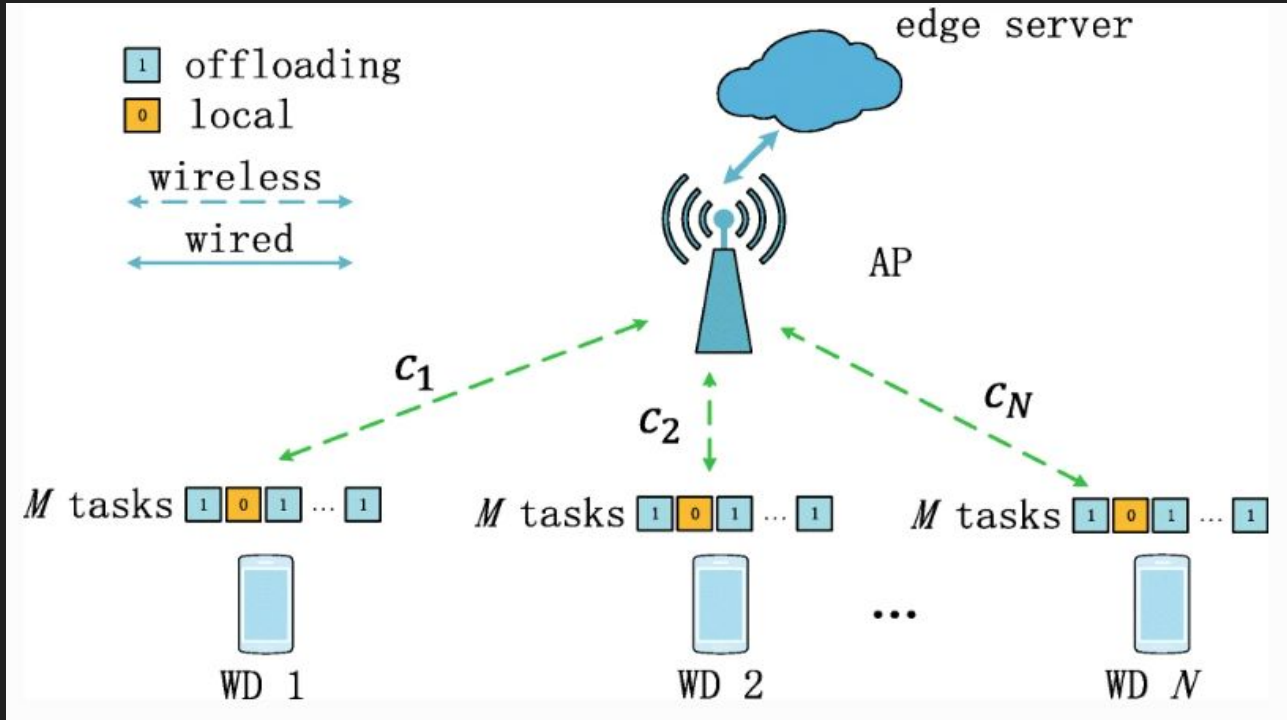 edge server
1 offloading
0 local
wireless
wired
AP
c1
c2
cN
M tasks 1 0 1 ... 1
M tasks 1 0 1 ... 1
M tasks 1 0 1 ... 1
...
WD 1
WD 2
WD N